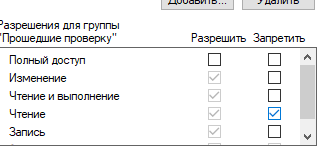 Добавить... Удалить
Разрешения для группы
"Прошедшие проверку" Разрешить Запретить
Полный доступ
Изменение
Чтение и выполнение
Чтение
Запись